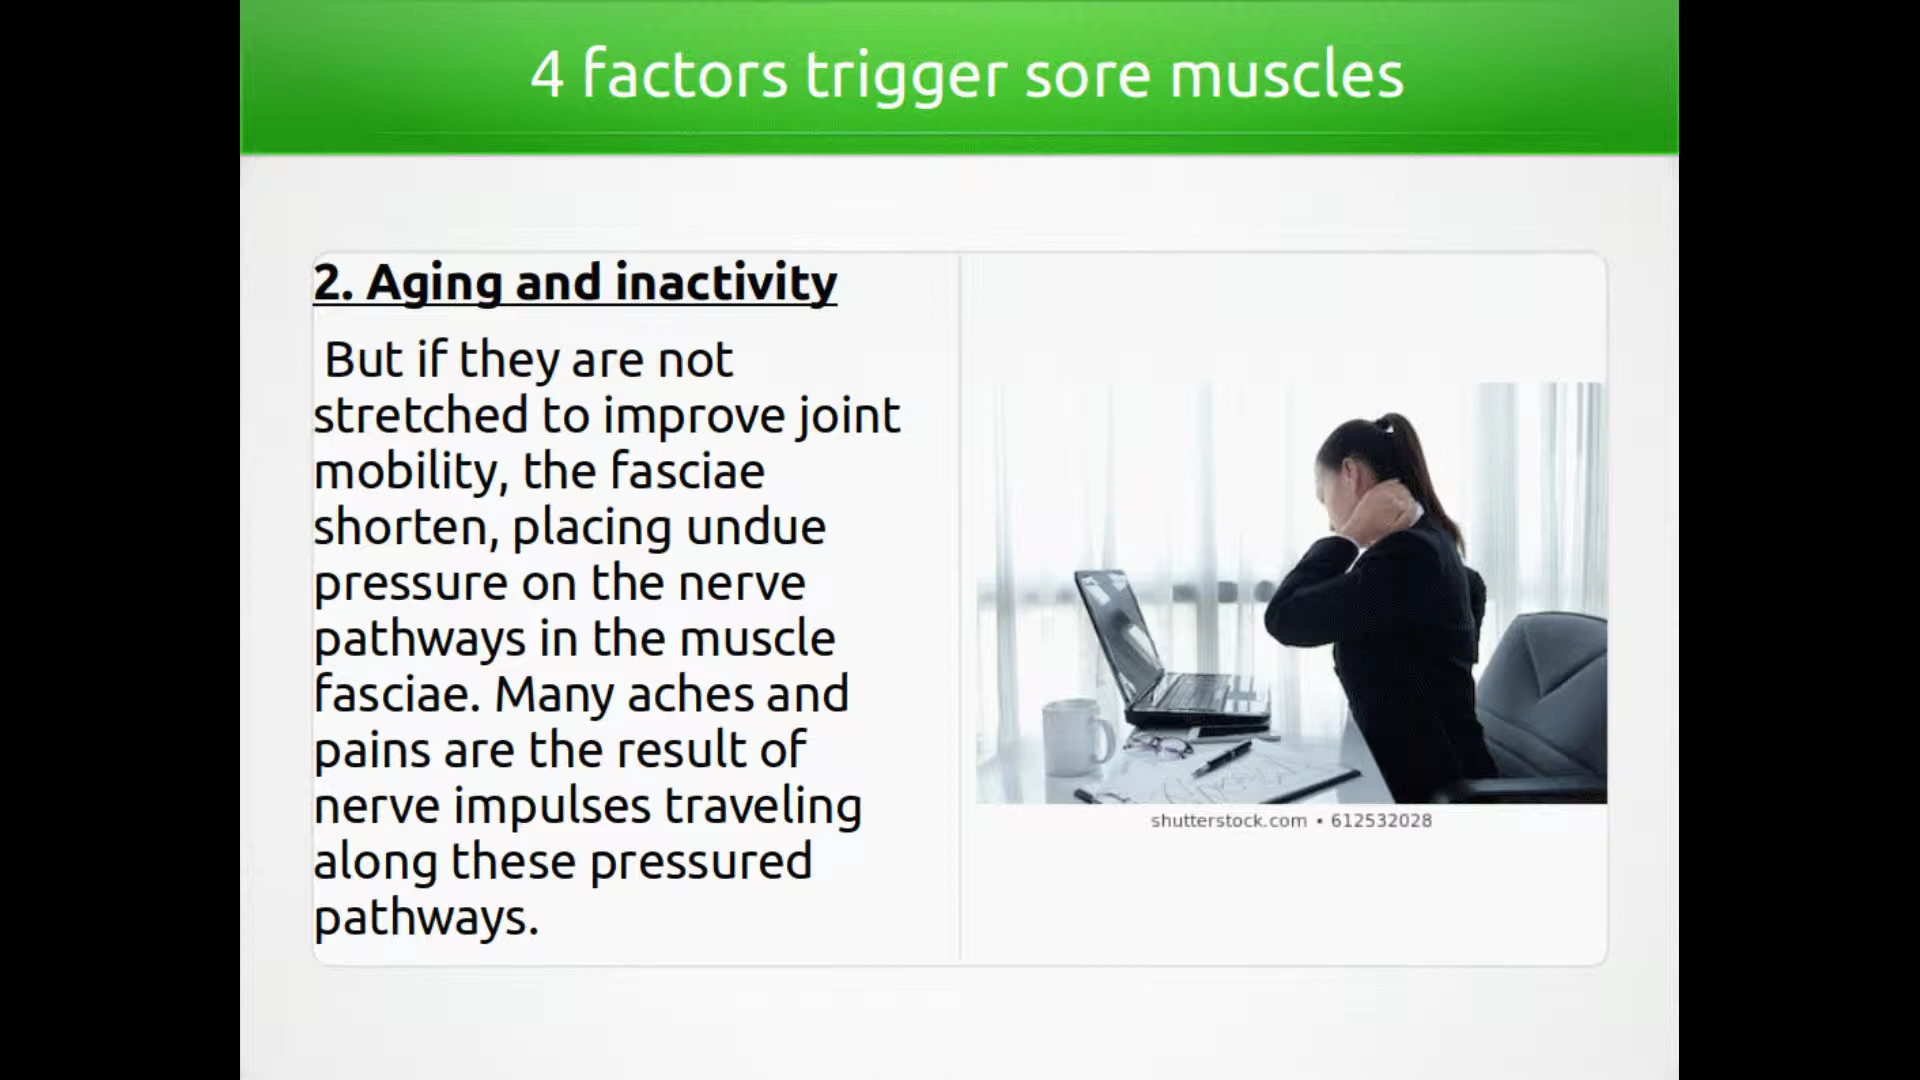 4 factors trigger sore muscles
2. Aging and inactivity
But if they are not
stretched to improve joint
mobility, the fasciae
shorten, placing undue
pressure on the nerve
pathways in the muscle
fasciae. Many aches and
pains are the result of
nerve impulses traveling
along these pressured
pathways.
shutterstock.com • 612532028